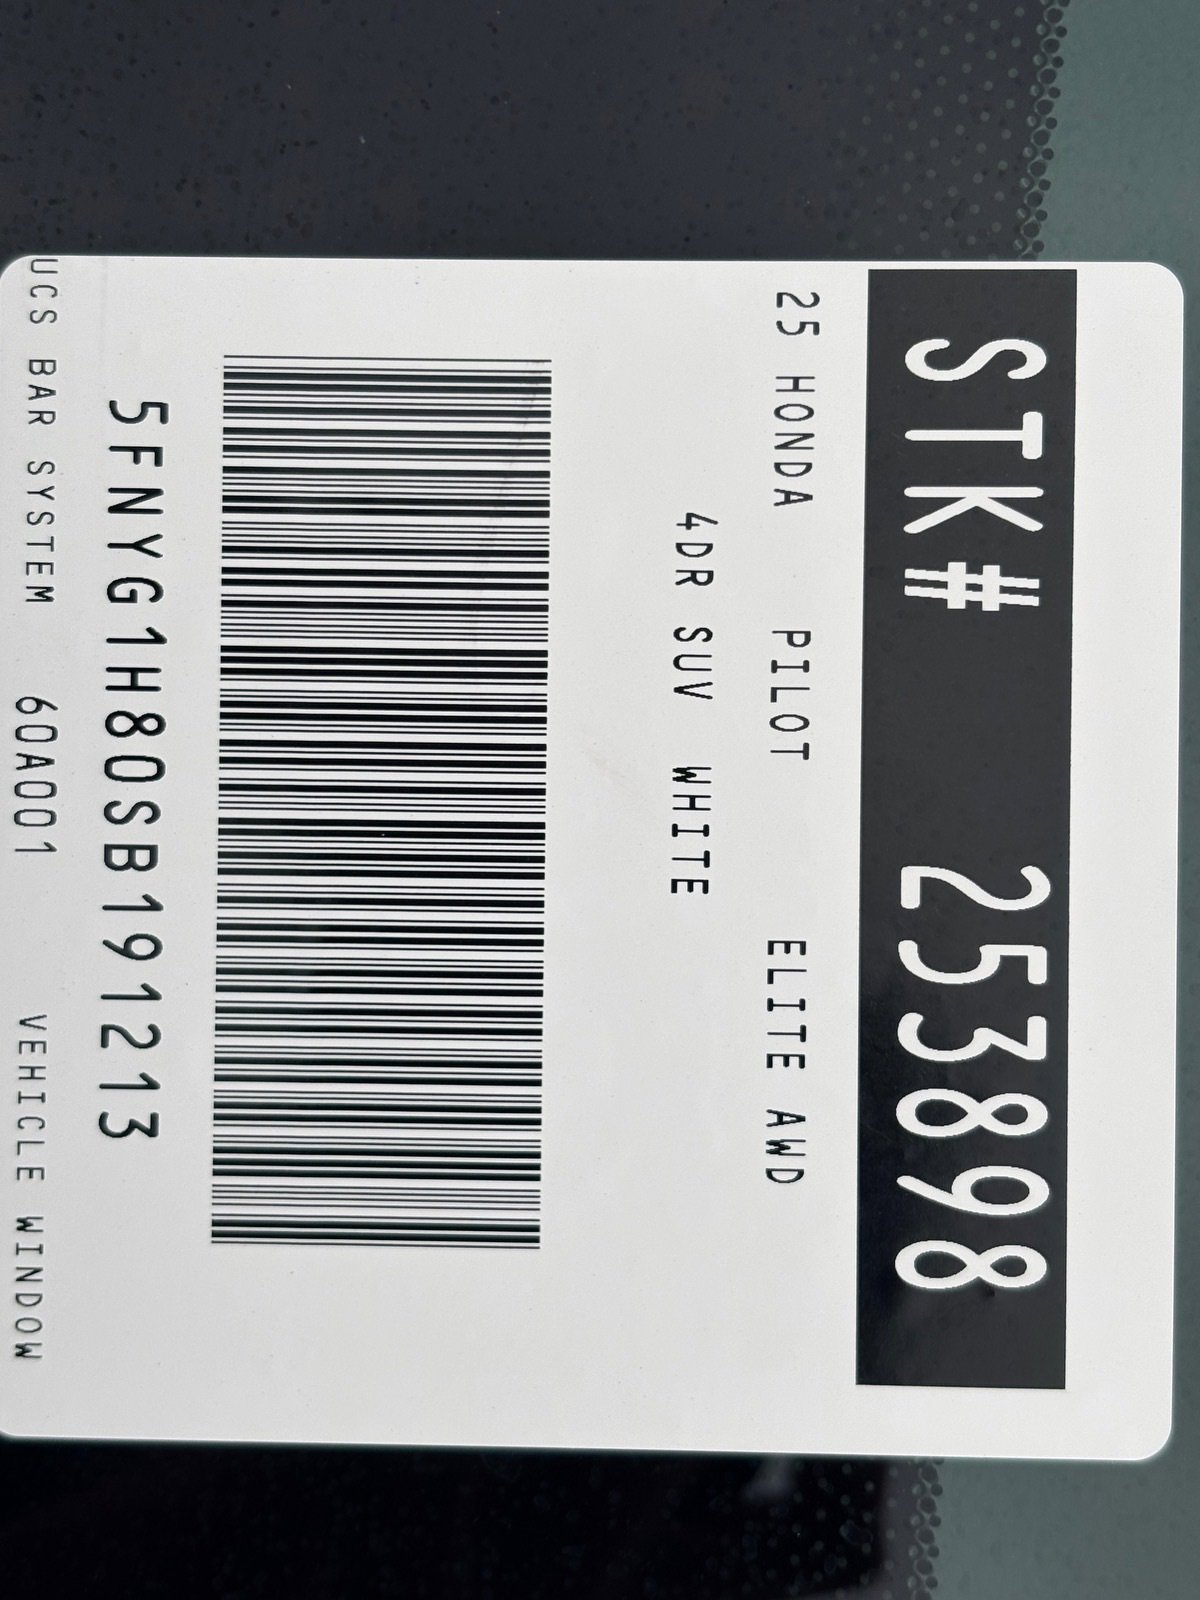 STK# 253898
25 HONDA PILOT ELITE AWD
4DR SUV WHITE
5FNYG1H80SB191213
UCS BAR SYSTEM 60A001 VEHICLE WINDOW